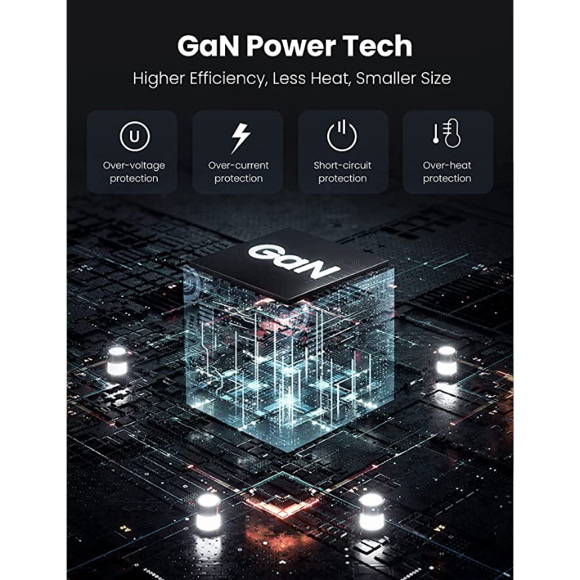 GaN Power Tech
Higher Efficiency, Less Heat, Smaller Size
U
Over-voltage
protection
Over-current
protection
Short-circuit
protection
Over-heat
protection
GaN